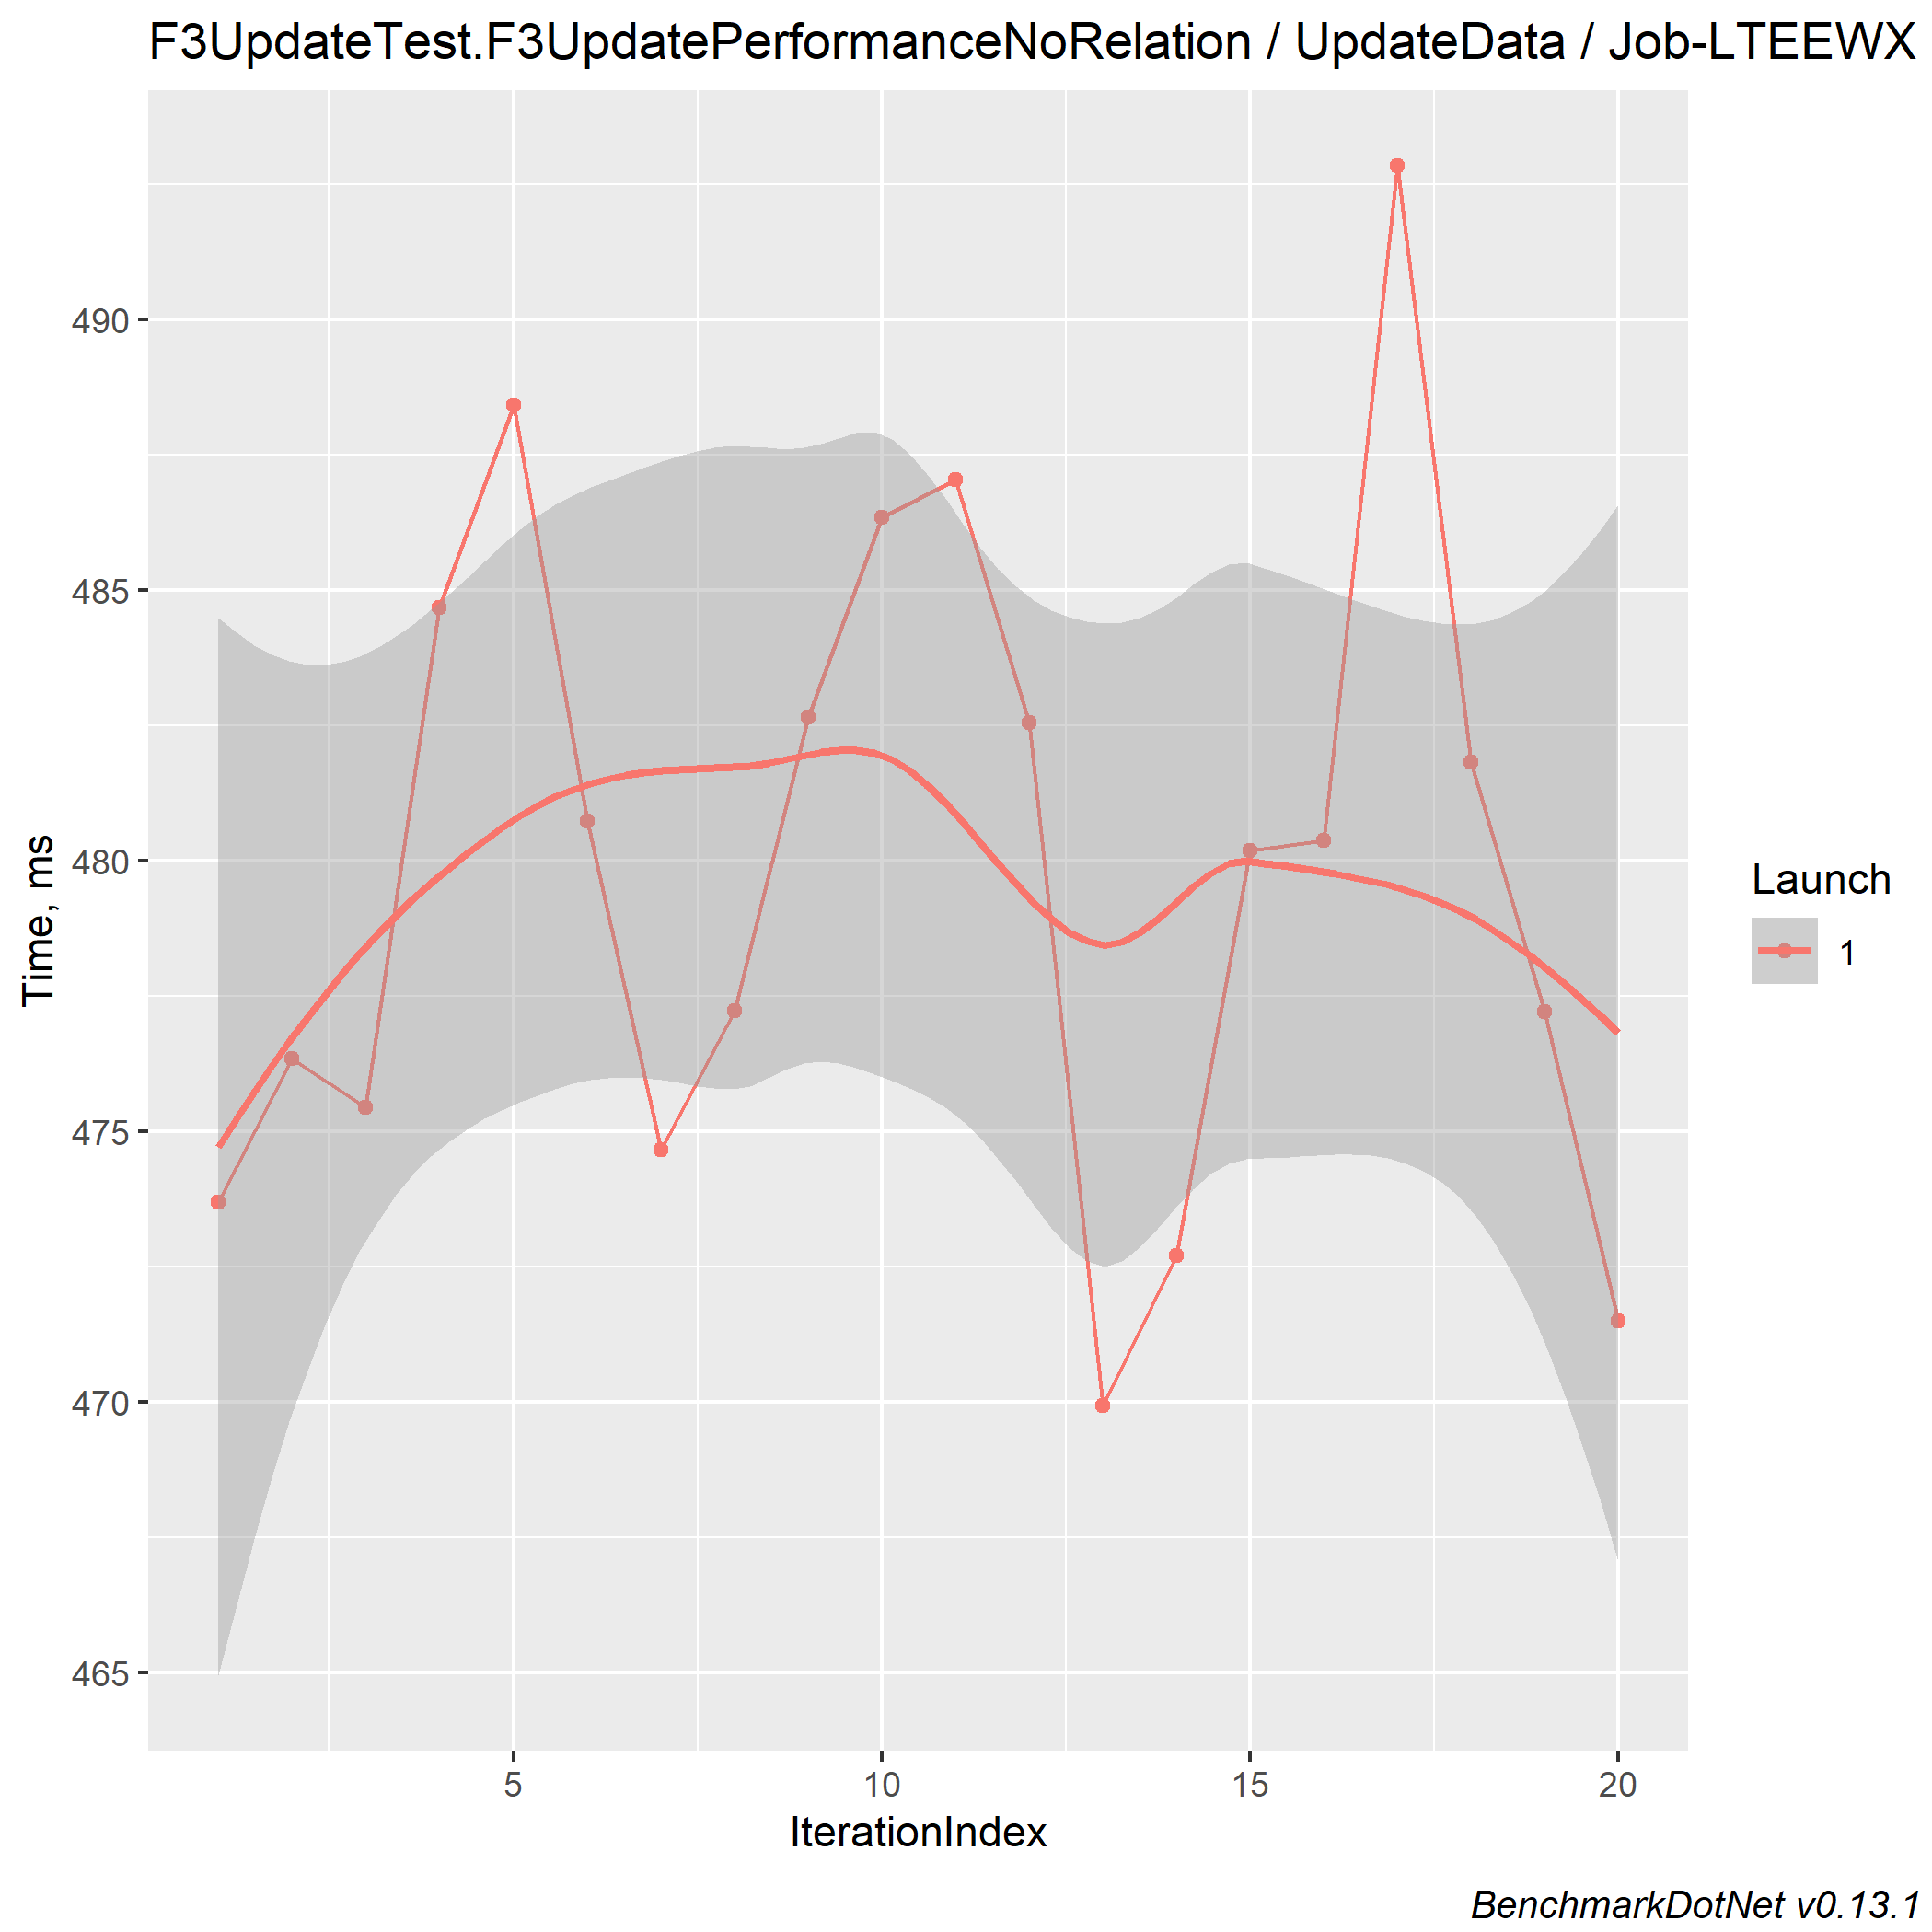 F3UpdateTest.F3UpdatePerformanceNoRelation / UpdateData / Job-LTEEWX
Time, ms
490
485
480
475
470
465
5 10 15 20
IterationIndex
Launch
1
BenchmarkDotNet v0.13.1